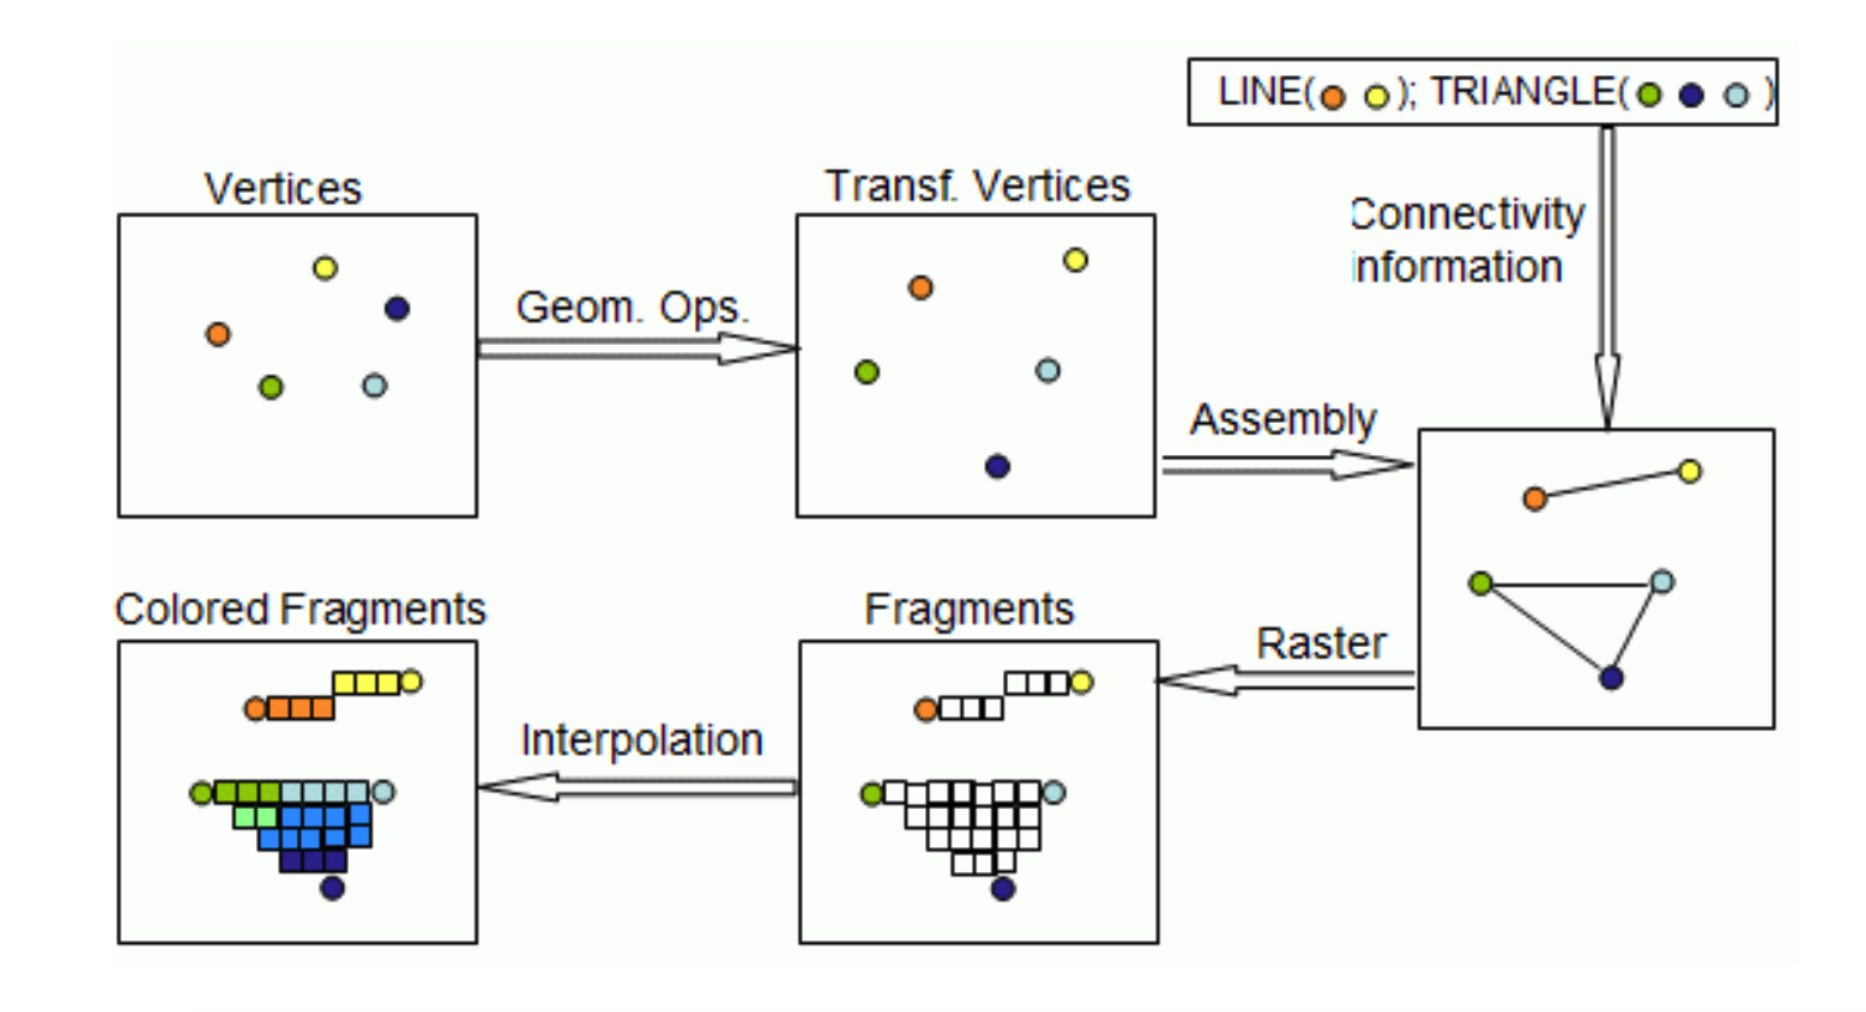 LINE( ); TRIANGLE( )
Vertices
Transf. Vertices
Connectivity
information
Geom. Ops.
Assembly
Colored Fragments
Fragments
Raster
Interpolation